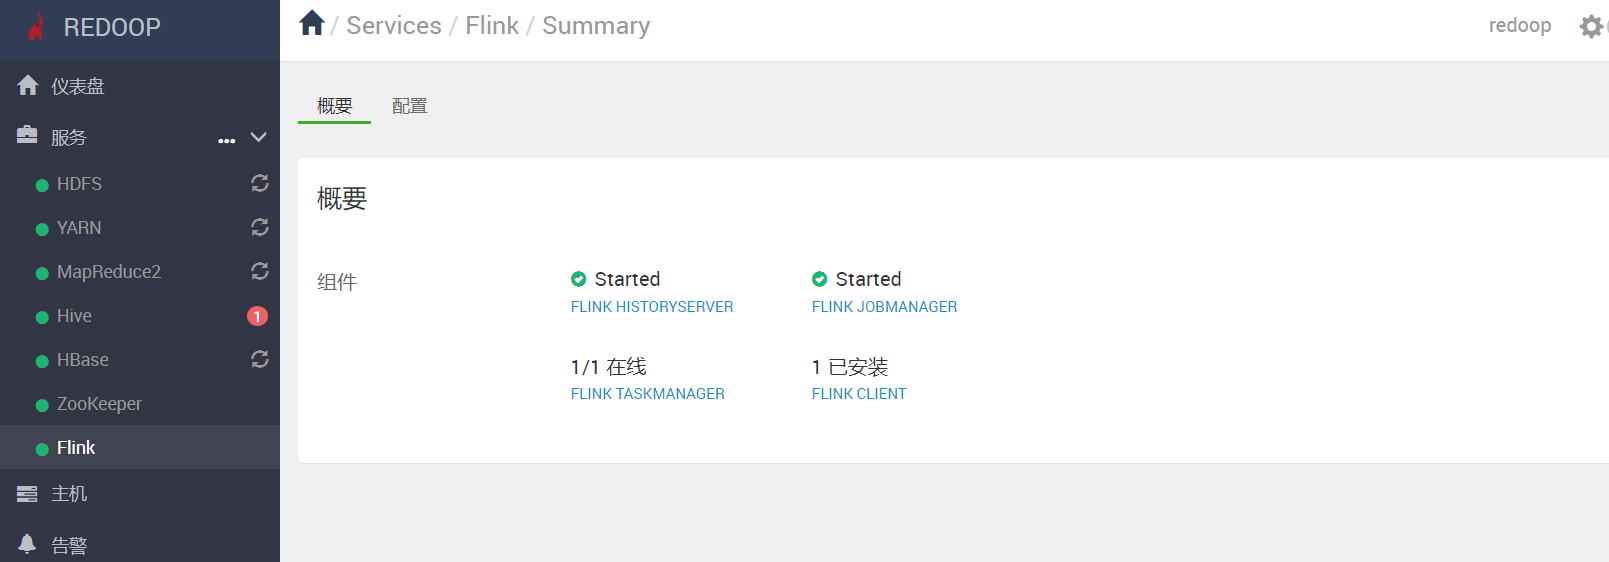 REDOOP
/ Services / Flink / Summary
redoop
仪表盘
服务
HDFS
YARN
MapReduce2
Hive 1
HBase
ZooKeeper
Flink
主机
告警
概要 配置
概要
组件
Started Started
FLINK HISTORYSERVER FLINK JOBMANAGER
1/1 在线 1 已安装
FLINK TASKMANAGER FLINK CLIENT